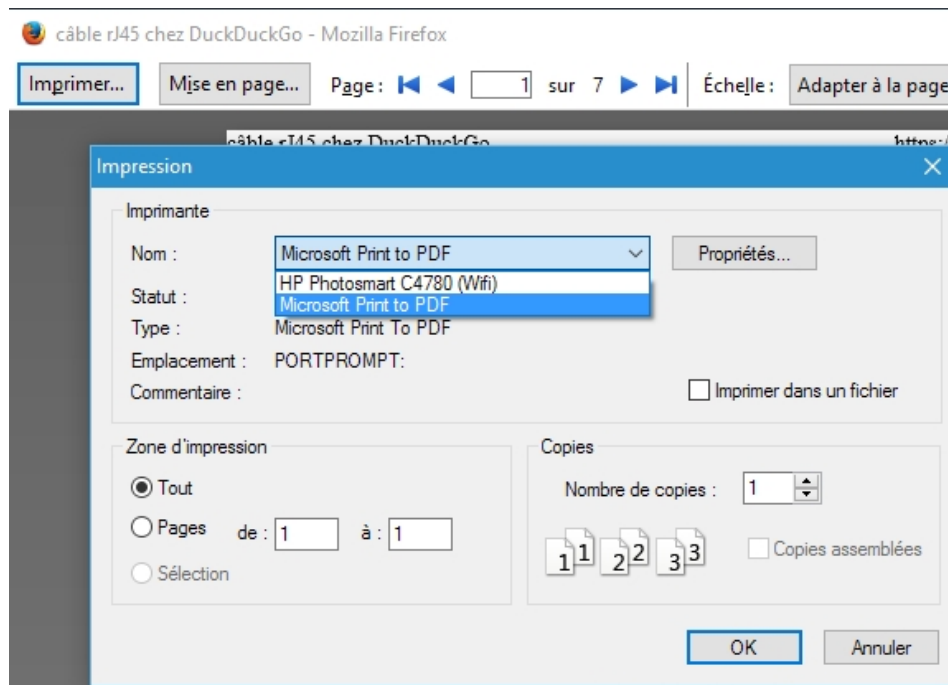 câble rJ45 chez DuckDuckGo - Mozilla Firefox
Imprimer... Mise en page... Page : 1 sur 7 Échelle : Adapter à la page
câble rJ45 chez DuckDuckGo https:/
Impression
Imprimante
Nom : Microsoft Print to PDF Propriétés...
HP Photosmart C4780 (Wifi)
Statut : Microsoft Print to PDF
Type : Microsoft Print To PDF
Emplacement : PORTPROMPT:
Commentaire : Imprimer dans un fichier
Zone d'impression Copies
Tout Nombre de copies : 1
Pages de : 1 à : 1
1 1 2 2 3 3 Copies assemblées
Sélection
OK Annuler